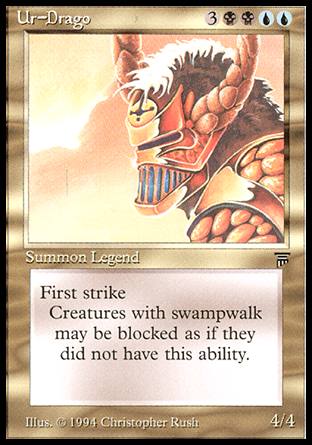 Ur-Drago 3
Summon Legend
First strike
Creatures with swampwalk
may be blocked as if they
did not have this ability.
Illus. © 1994 Christopher Rush 4/4